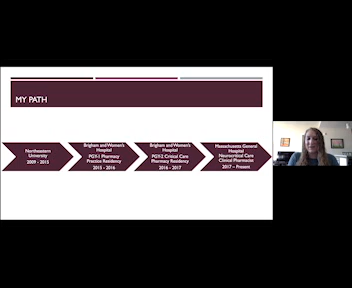 MY PATH
Northeastern
University
2009 - 2015
Brigham and Women's
Hospital
PGY-1 Pharmacy
Practice Residency
2015 - 2016
Brigham and Women's
Hospital
PGY-2 Critical Care
Pharmacy Residency
2016 - 2017
Massachusetts General
Hospital
Neurocritical Care
Clinical Pharmacist
2017 – Present